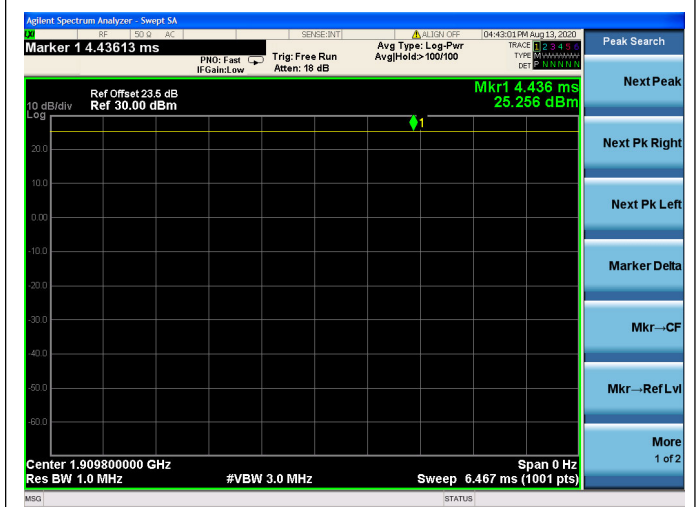 Agilent Spectrum Analyzer - Swept SA
RF 50 Ω AC SENSE:INT ALIGN OFF 04:43:01 PM Aug 13, 2020
Marker 1 4.43613 ms
PNO: Fast
IFGain:Low
Trig: Free Run
Atten: 18 dB
Avg Type: Log-Pwr
Avg|Hold:>100/100
TRACE 1 2 3 4 5 6
TYPE M
DET P N N N N N
Peak Search
Ref Offset 23.5 dB
10 dB/div Ref 30.00 dBm
Log
Mkr1 4.436 ms
25.256 dBm
1
20.0
10.0
0.00
-10.0
-20.0
-30.0
-40.0
-50.0
-60.0
Center 1.909800000 GHz
Span 0 Hz
Res BW 1.0 MHz
#VBW 3.0 MHz
Sweep 6.467 ms (1001 pts)
MSG
STATUS
Next Peak
Next Pk Right
Next Pk Left
Marker Delta
Mkr→CF
Mkr→Ref Lvl
More
1 of 2